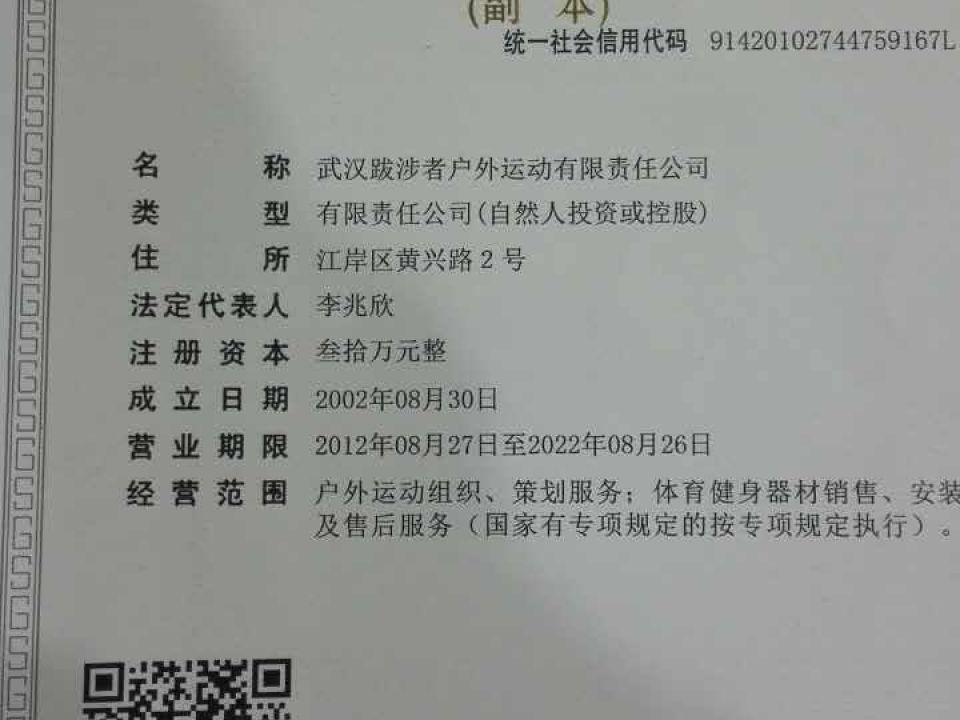 (副 本)
统一社会信用代码 91420102744759167L
名 称 武汉跋涉者户外运动有限责任公司
类 型 有限责任公司(自然人投资或控股)
住 所 江岸区黄兴路2号
法定代表人 李兆欣
注册资本 叁拾万元整
成立日期 2002年08月30日
营业期限 2012年08月27日至2022年08月26日
经营范围 户外运动组织、策划服务；体育健身器材销售、安装
及售后服务（国家有专项规定的按专项规定执行）。